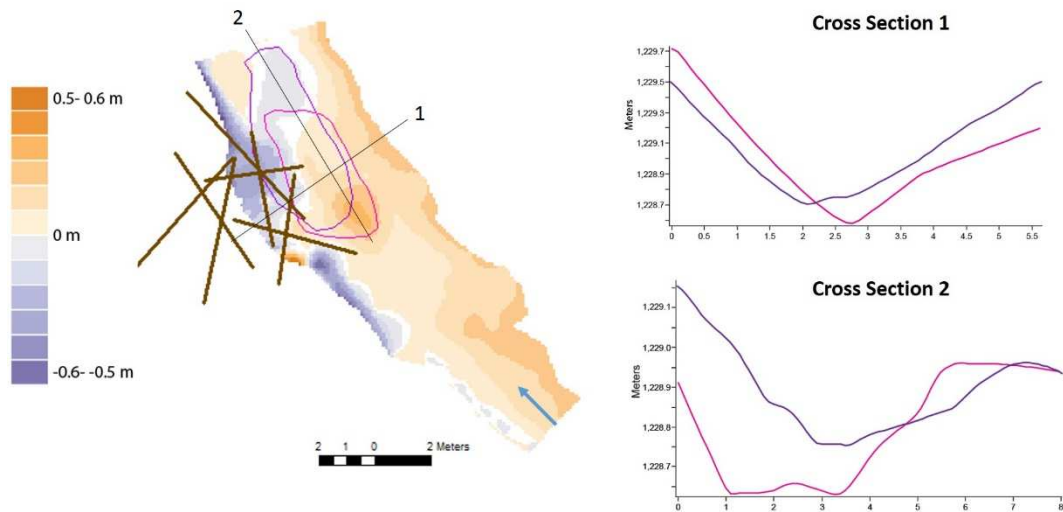 2
1
0.5- 0.6 m
0 m
-0.6- -0.5 m
2 1 0 2 Meters
Cross Section 1
1,229.7
1,229.5
1,229.3
1,229.1
1,228.9
1,228.7
Meters
0 0.5 1 1.5 2 2.5 3 3.5 4 4.5 5 5.5
Cross Section 2
1,229.1
1,229.0
1,228.9
1,228.8
1,228.7
Meters
0 1 2 3 4 5 6 7 8